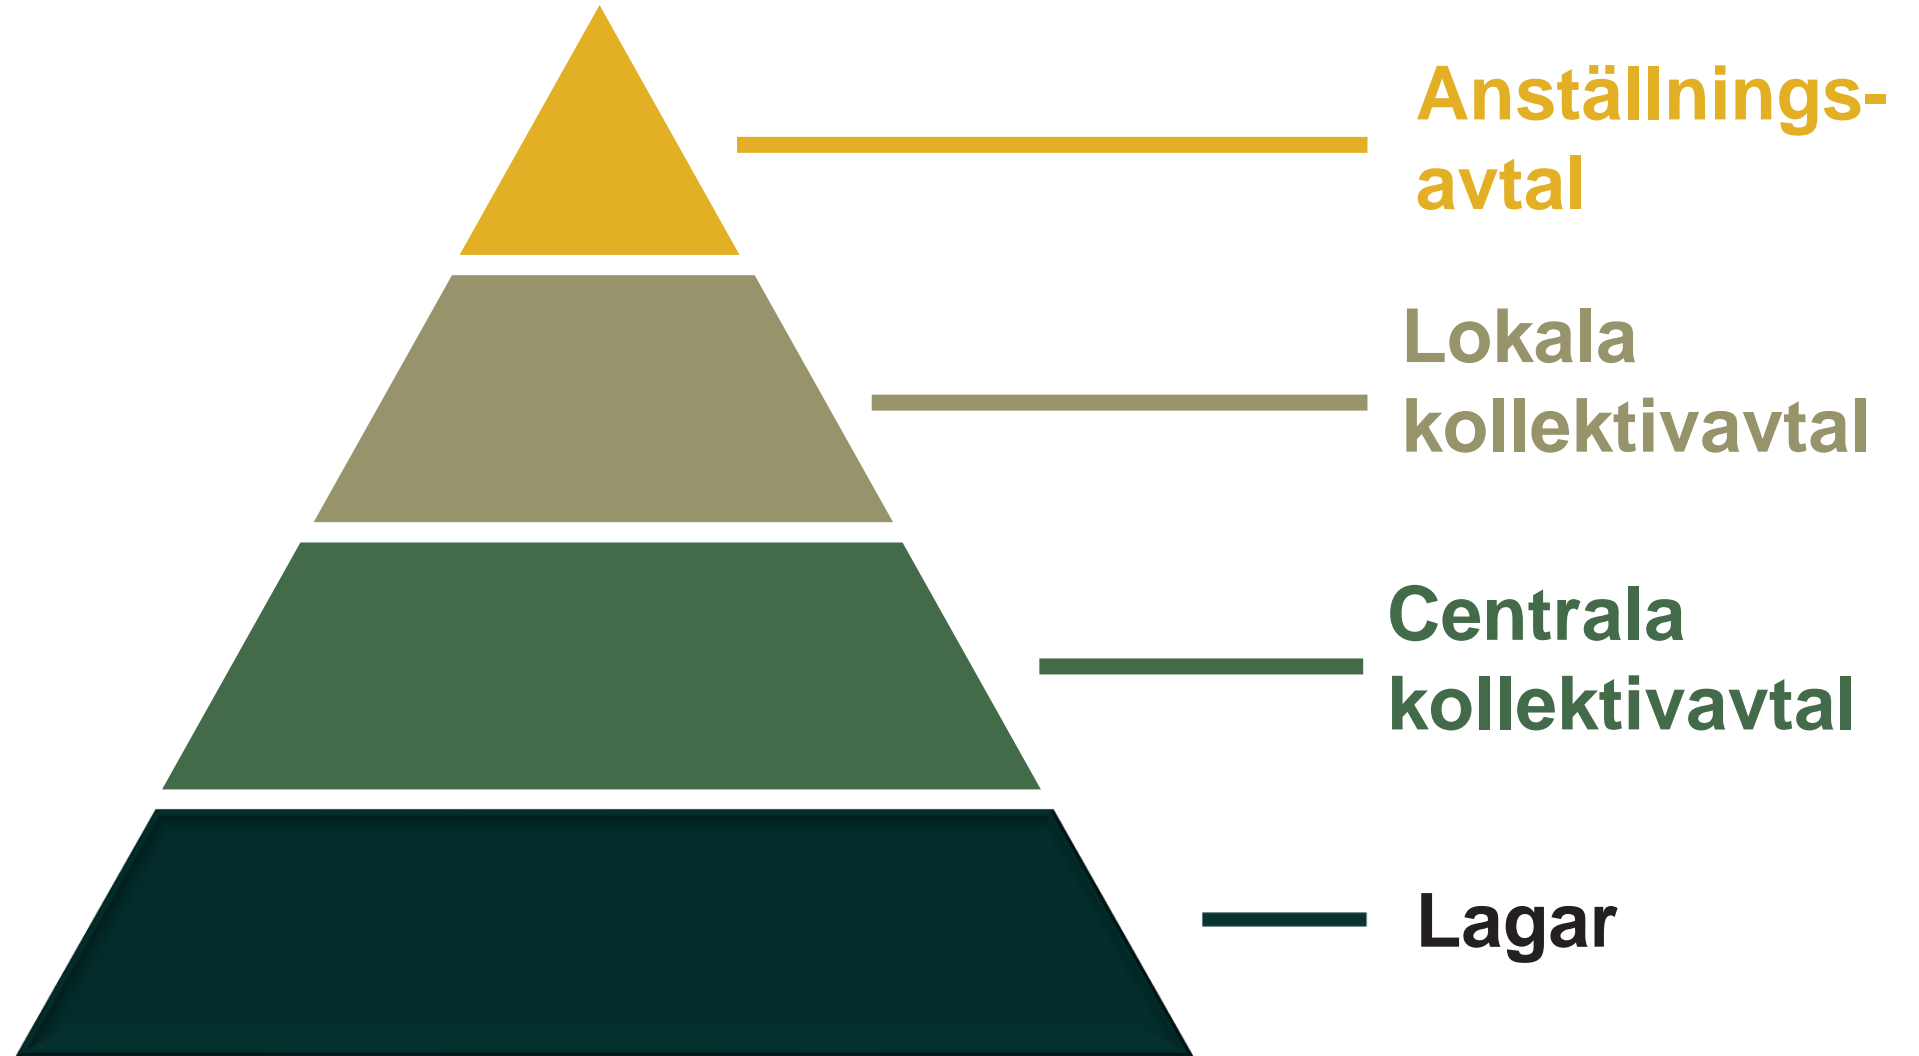 Anställnings-
avtal
Lokala
kollektivavtal
Centrala
kollektivavtal
Lagar